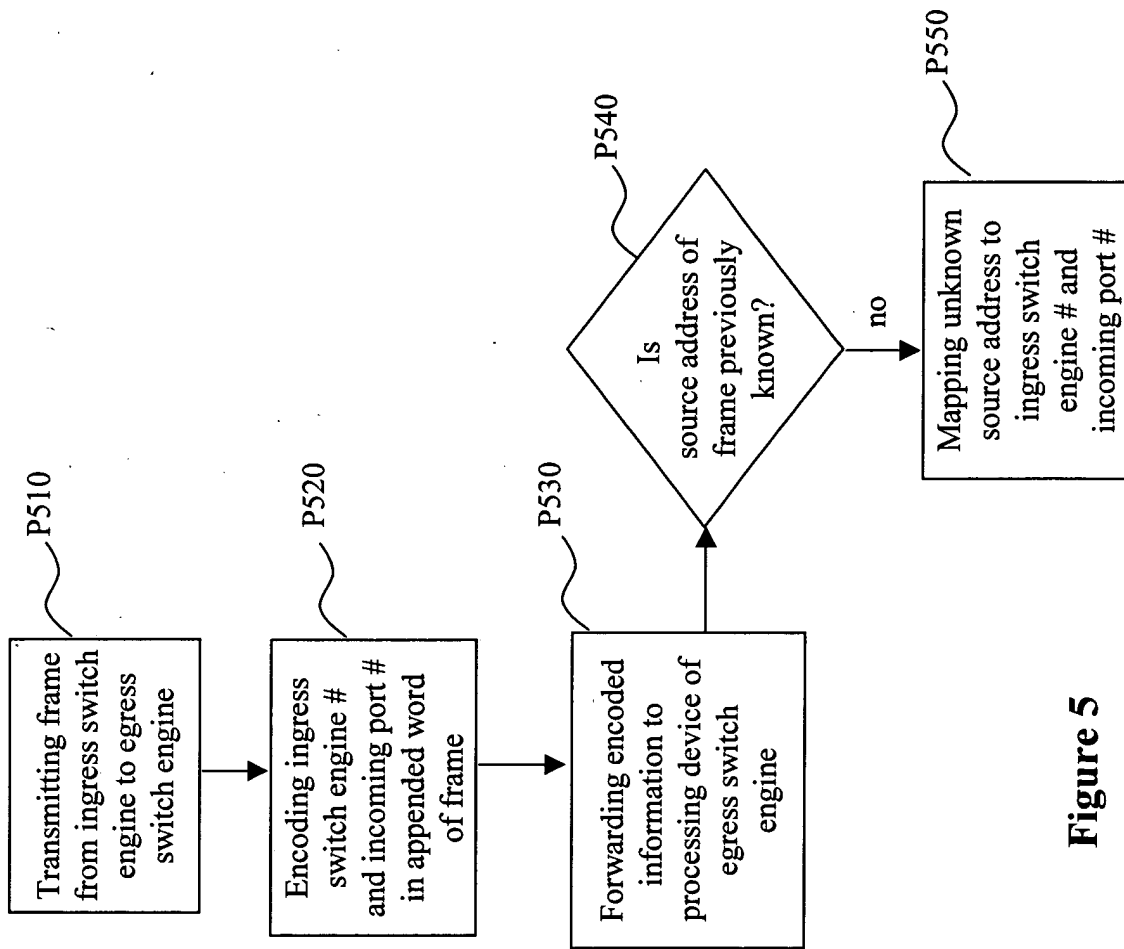 P510
Transmitting frame
from ingress switch
engine to egress
switch engine
P520
Encoding ingress
switch engine #
and incoming port #
in appended word
of frame
P530
Forwarding encoded
information to
processing device of
egress switch
engine
P540
Is
source address of
frame previously
known?
no
P550
Mapping unknown
source address to
ingress switch
engine # and
incoming port #
Figure 5